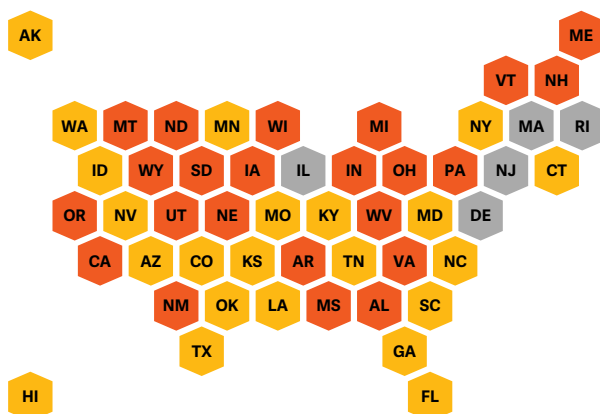 AK ME
VT NH
WA MT ND MN WI MI NY MA RI
ID WY SD IA IL IN OH PA NJ CT
OR NV UT NE MO KY WV MD DE
CA AZ CO KS AR TN VA NC
NM OK LA MS AL SC
TX GA
HI FL